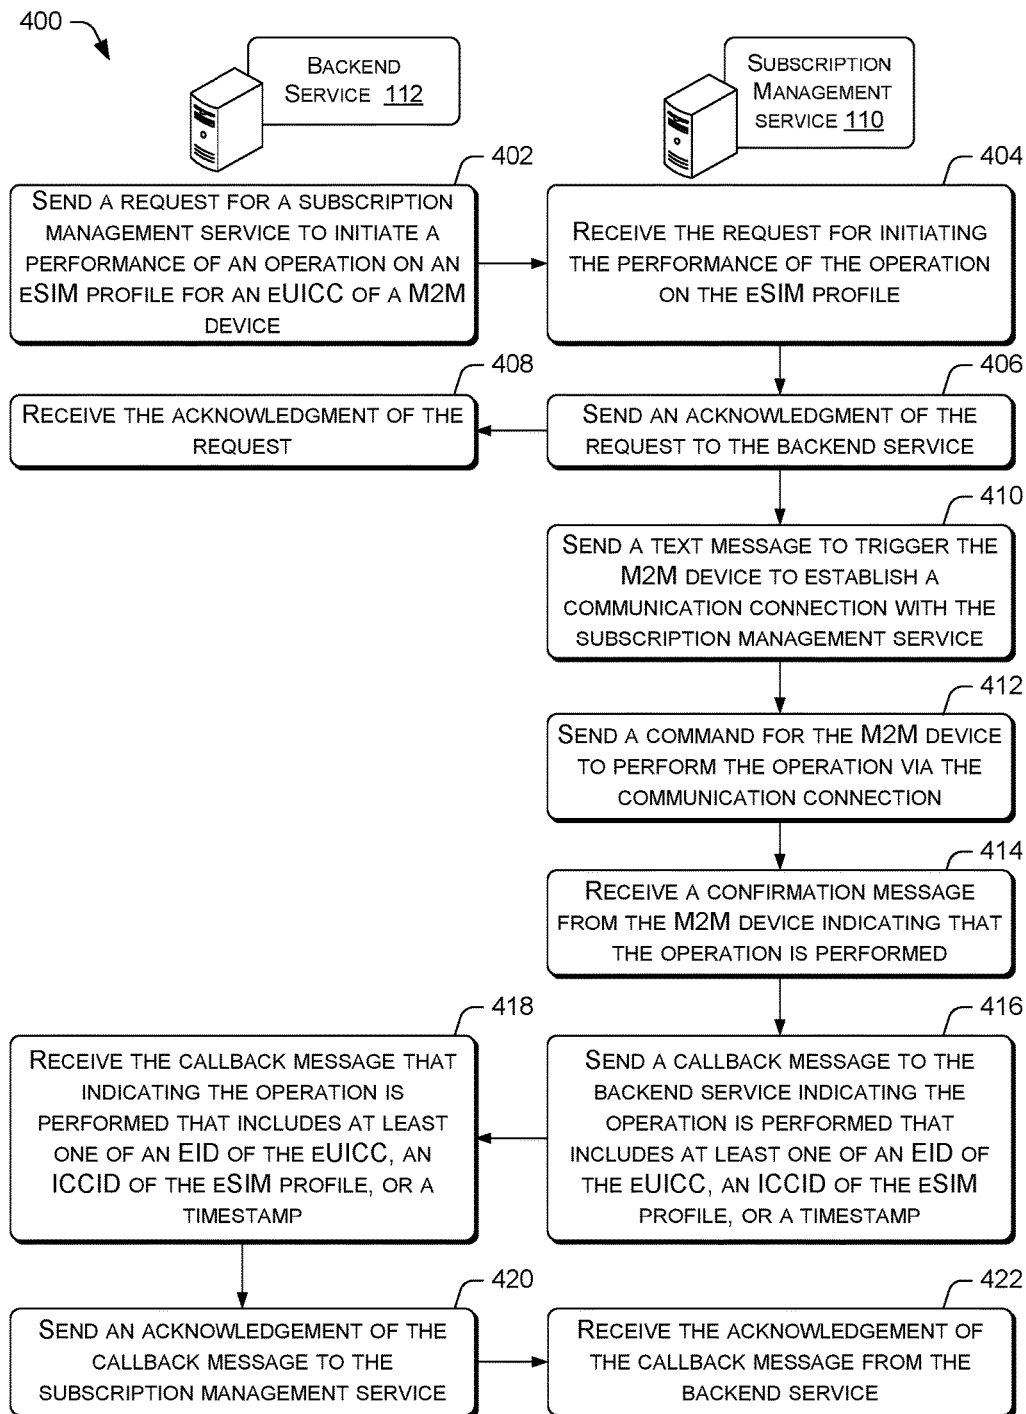 400
BACKEND
SERVICE 112
SUBSCRIPTION
MANAGEMENT
SERVICE 110
402
SEND A REQUEST FOR A SUBSCRIPTION
MANAGEMENT SERVICE TO INITIATE A
PERFORMANCE OF AN OPERATION ON AN
ESIM PROFILE FOR AN EUICC OF A M2M
DEVICE
404
RECEIVE THE REQUEST FOR INITIATING
THE PERFORMANCE OF THE OPERATION
ON THE ESIM PROFILE
408
RECEIVE THE ACKNOWLEDGMENT OF THE
REQUEST
406
SEND AN ACKNOWLEDGMENT OF THE
REQUEST TO THE BACKEND SERVICE
410
SEND A TEXT MESSAGE TO TRIGGER THE
M2M DEVICE TO ESTABLISH A
COMMUNICATION CONNECTION WITH THE
SUBSCRIPTION MANAGEMENT SERVICE
412
SEND A COMMAND FOR THE M2M DEVICE
TO PERFORM THE OPERATION VIA THE
COMMUNICATION CONNECTION
414
RECEIVE A CONFIRMATION MESSAGE
FROM THE M2M DEVICE INDICATING THAT
THE OPERATION IS PERFORMED
418
RECEIVE THE CALLBACK MESSAGE THAT
INDICATING THE OPERATION IS
PERFORMED THAT INCLUDES AT LEAST
ONE OF AN EID OF THE EUICC, AN
ICCID OF THE ESIM PROFILE, OR A
TIMESTAMP
416
SEND A CALLBACK MESSAGE TO THE
BACKEND SERVICE INDICATING THE
OPERATION IS PERFORMED THAT
INCLUDES AT LEAST ONE OF AN EID OF
THE EUICC, AN ICCID OF THE ESIM
PROFILE, OR A TIMESTAMP
420
SEND AN ACKNOWLEDGEMENT OF THE
CALLBACK MESSAGE TO THE
SUBSCRIPTION MANAGEMENT SERVICE
422
RECEIVE THE ACKNOWLEDGEMENT OF
THE CALLBACK MESSAGE FROM THE
BACKEND SERVICE